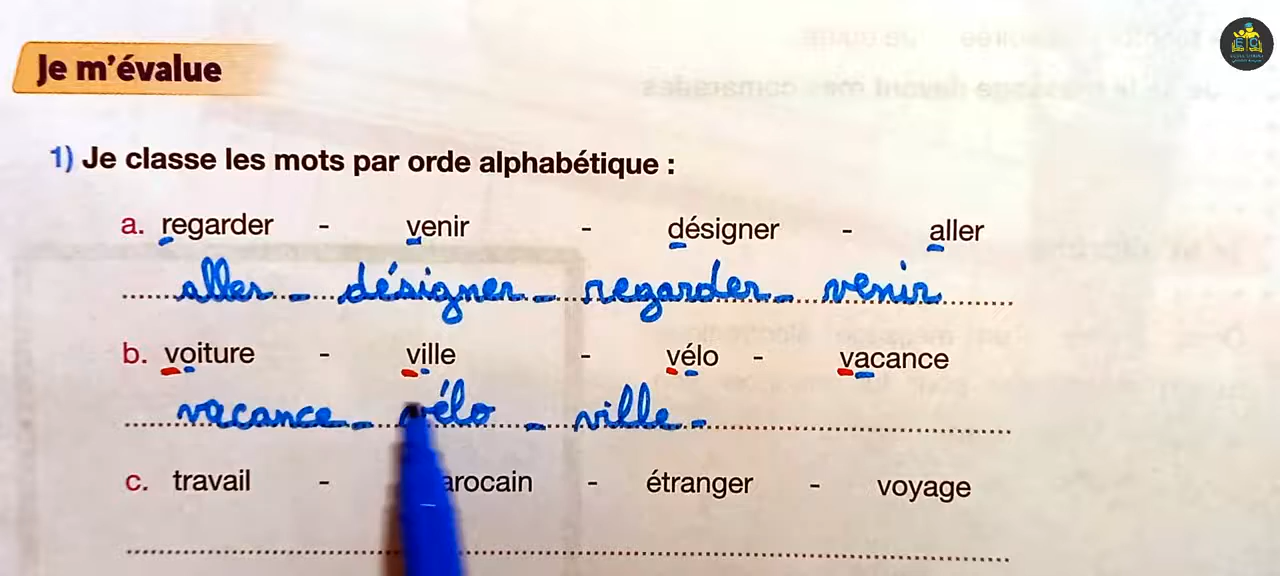 Je m'évalue
1) Je classe les mots par orde alphabétique :
a. regarder - venir - désigner - aller
aller - désigner - regarder - venir
b. voiture - ville - vélo - vacance
vacance - vélo - ville -
c. travail - arocain - étranger - voyage